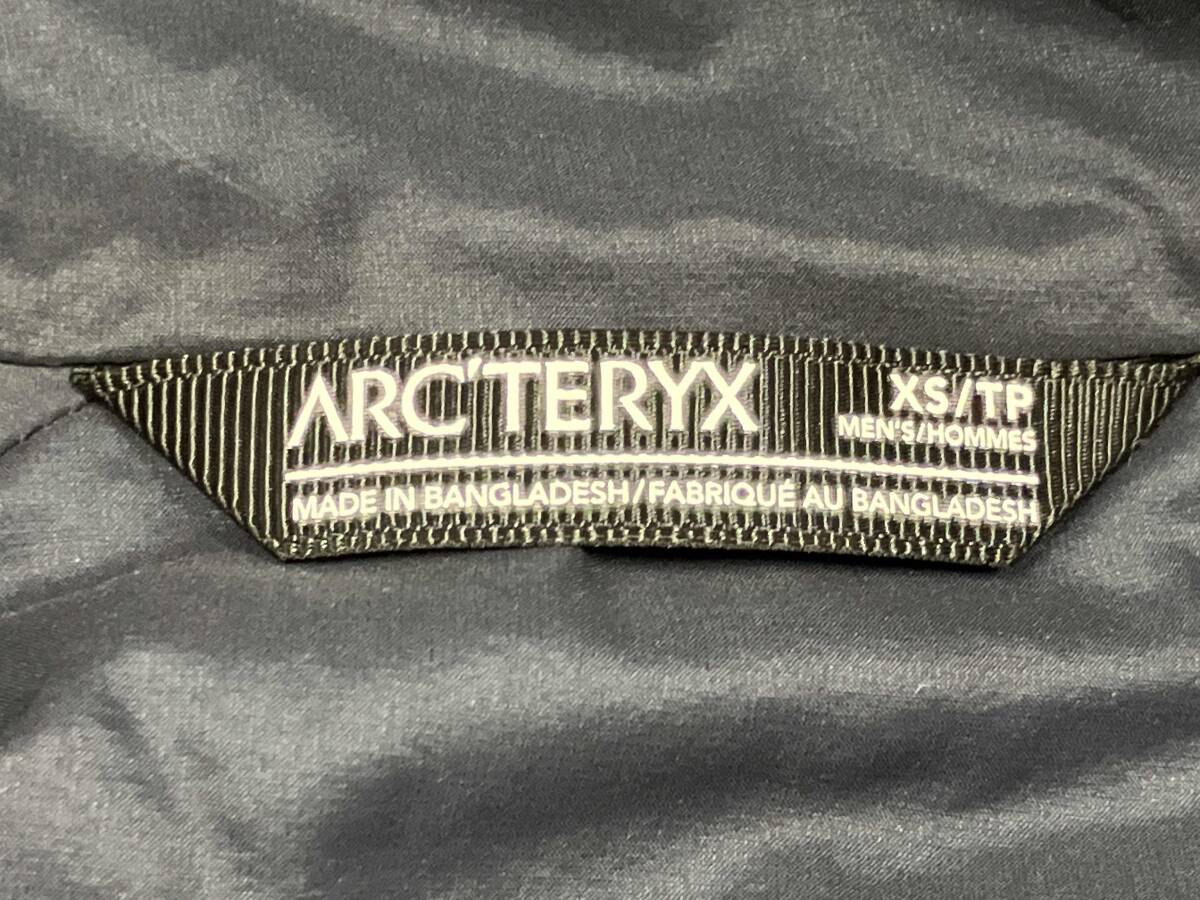 ARC'TERYX
XS//TP
MEN'S/HOMMES
MADE IN BANGLADESH/FABRIQUÉ AU BANGLADESH